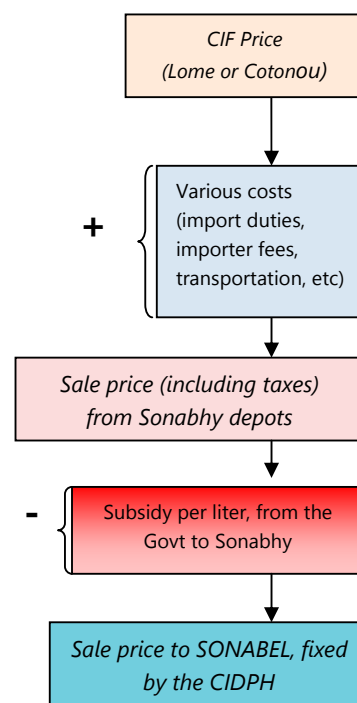 CIF Price
(Lome or Cotonou)
+
Various costs
(import duties,
importer fees,
transportation, etc)
Sale price (including taxes)
from Sonabhy depots
-
Subsidy per liter, from the
Govt to Sonabhy
Sale price to SONABEL, fixed
by the CIDPH